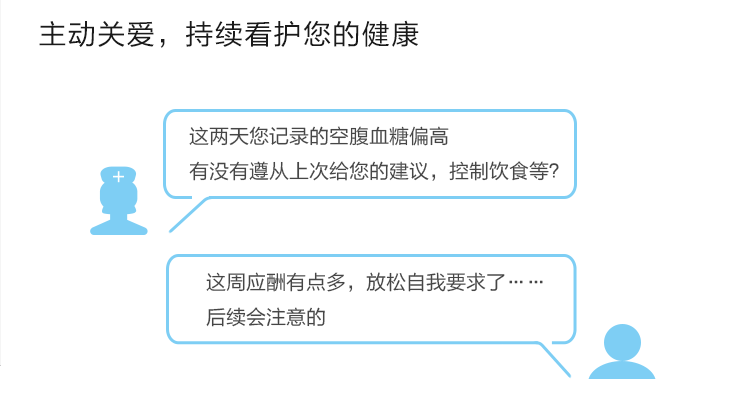 主动关爱，持续看护您的健康
这两天您记录的空腹血糖偏高
有没有遵从上次给您的建议，控制饮食等?
这周应酬有点多，放松自我要求了… …
后续会注意的